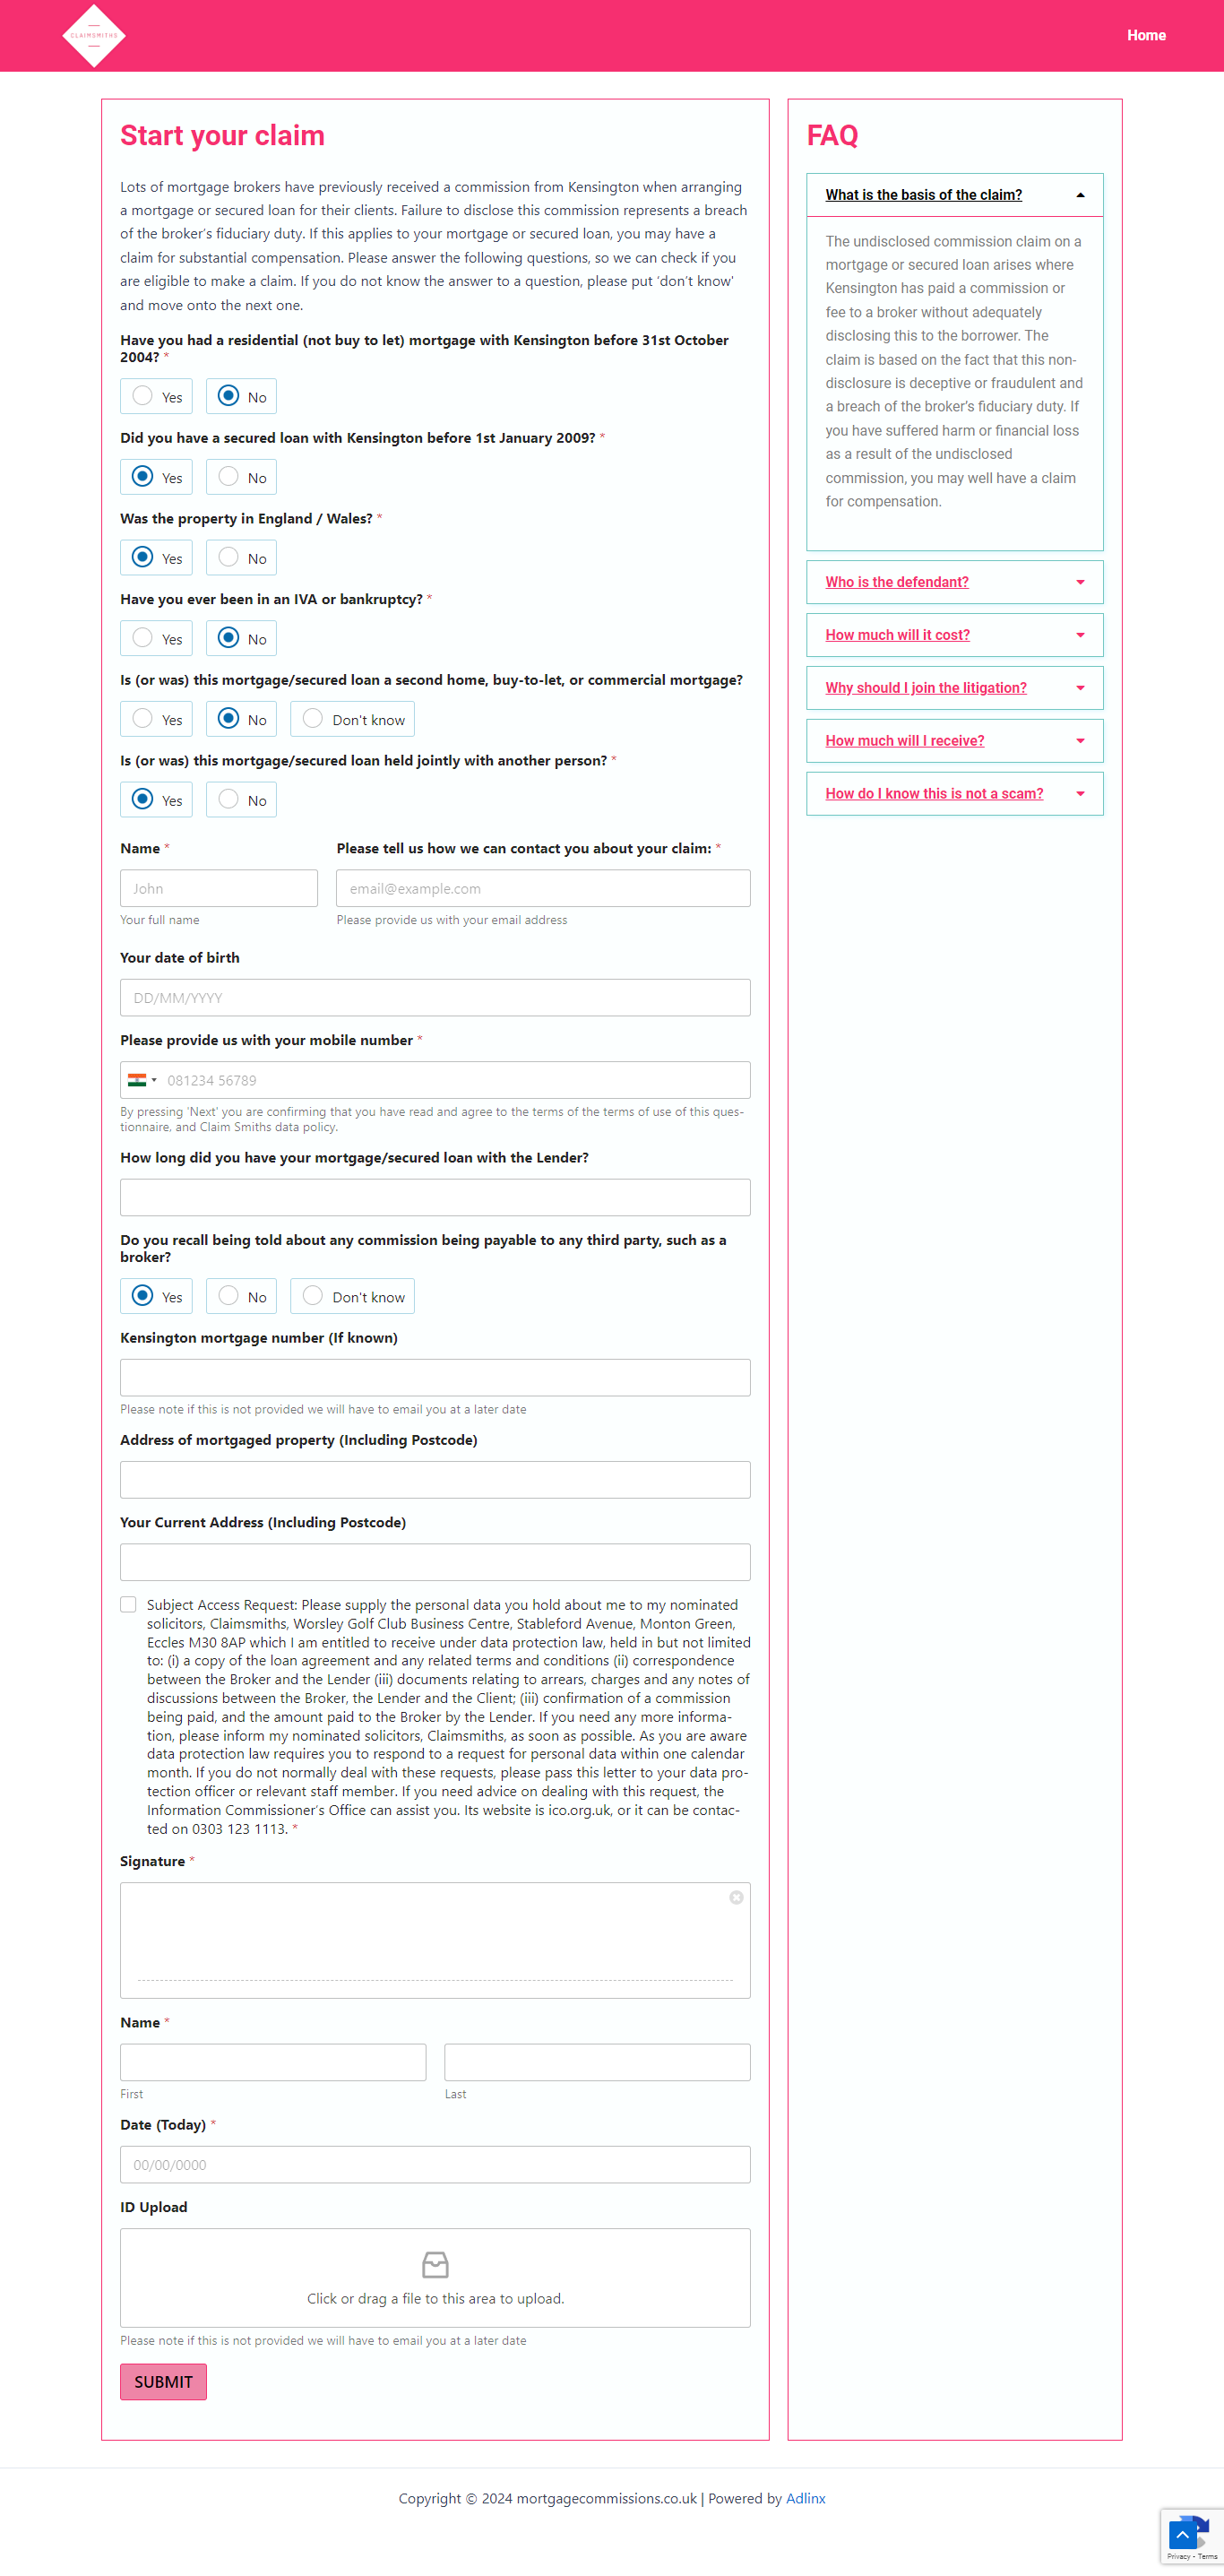 CLAIMSMITHS
Home
Start your claim
Lots of mortgage brokers have previously received a commission from Kensington when arranging
a mortgage or secured loan for their clients. Failure to disclose this commission represents a breach
of the broker’s fiduciary duty. If this applies to your mortgage or secured loan, you may have a
claim for substantial compensation. Please answer the following questions, so we can check if you
are eligible to make a claim. If you do not know the answer to a question, please put ‘don’t know’
and move onto the next one.
Have you had a residential (not buy to let) mortgage with Kensington before 31st October
2004? *
Yes No
Did you have a secured loan with Kensington before 1st January 2009? *
Yes No
Was the property in England / Wales? *
Yes No
Have you ever been in an IVA or bankruptcy? *
Yes No
Is (or was) this mortgage/secured loan a second home, buy-to-let, or commercial mortgage?
Yes No Don't know
Is (or was) this mortgage/secured loan held jointly with another person? *
Yes No
Name * Please tell us how we can contact you about your claim: *
John email@example.com
Your full name Please provide us with your email address
Your date of birth
DD/MM/YYYY
Please provide us with your mobile number *
081234 56789
By pressing 'Next' you are confirming that you have read and agree to the terms of the terms of use of this ques-
tionnaire, and Claim Smiths data policy.
How long did you have your mortgage/secured loan with the Lender?
Do you recall being told about any commission being payable to any third party, such as a
broker?
Yes No Don't know
Kensington mortgage number (If known)
Please note if this is not provided we will have to email you at a later date
Address of mortgaged property (Including Postcode)
Your Current Address (Including Postcode)
Subject Access Request: Please supply the personal data you hold about me to my nominated
solicitors, Claimsmiths, Worsley Golf Club Business Centre, Stableford Avenue, Monton Green,
Eccles M30 8AP which I am entitled to receive under data protection law, held in but not limited
to: (i) a copy of the loan agreement and any related terms and conditions (ii) correspondence
between the Broker and the Lender (iii) documents relating to arrears, charges and any notes of
discussions between the Broker, the Lender and the Client; (iii) confirmation of a commission
being paid, and the amount paid to the Broker by the Lender. If you need any more informa-
tion, please inform my nominated solicitors, Claimsmiths, as soon as possible. As you are aware
data protection law requires you to respond to a request for personal data within one calendar
month. If you do not normally deal with these requests, please pass this letter to your data pro-
tection officer or relevant staff member. If you need advice on dealing with this request, the
Information Commissioner's Office can assist you. Its website is ico.org.uk, or it can be contac-
ted on 0303 123 1113. *
Signature *
Name *
First Last
Date (Today) *
00/00/0000
ID Upload
Click or drag a file to this area to upload.
Please note if this is not provided we will have to email you at a later date
SUBMIT
FAQ
What is the basis of the claim?
The undisclosed commission claim on a
mortgage or secured loan arises where
Kensington has paid a commission or
fee to a broker without adequately
disclosing this to the borrower. The
claim is based on the fact that this non-
disclosure is deceptive or fraudulent and
a breach of the broker's fiduciary duty. If
you have suffered harm or financial loss
as a result of the undisclosed
commission, you may well have a claim
for compensation.
Who is the defendant?
How much will it cost?
Why should I join the litigation?
How much will I receive?
How do I know this is not a scam?
Copyright © 2024 mortgagecommissions.co.uk | Powered by Adlinx
Privacy - Terms